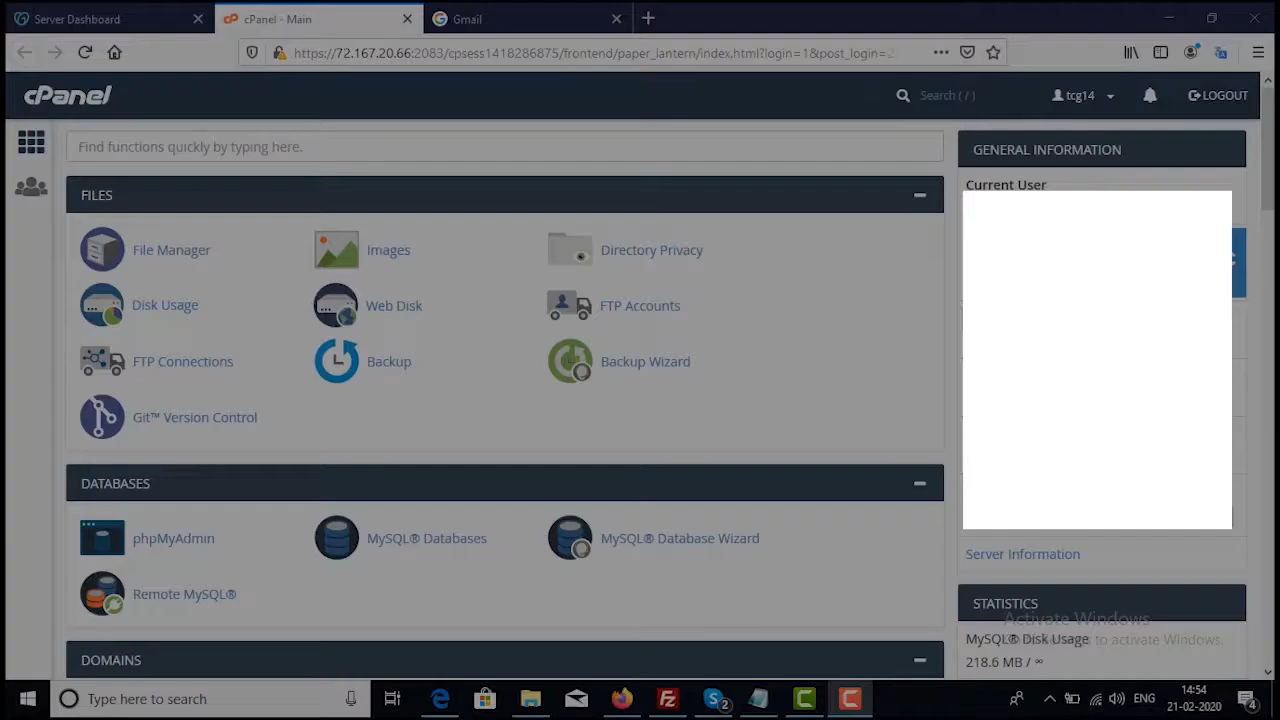 Server Dashboard
cPanel - Main
Gmail
https://72.167.20.66:2083/cpsess1418286875/frontend/paper_lantern/index.html?login=1&post_login=
cPanel
Search ( / )
tcg14
LOGOUT
Find functions quickly by typing here.
GENERAL INFORMATION
Current User
FILES
File Manager
Images
Directory Privacy
Disk Usage
Web Disk
FTP Accounts
FTP Connections
Backup
Backup Wizard
Git™ Version Control
DATABASES
phpMyAdmin
MySQL® Databases
MySQL® Database Wizard
Remote MySQL®
Server Information
STATISTICS
Activate Windows
MySQL® Disk Usage
to activate Windows.
218.6 MB / ∞
DOMAINS
Type here to search
2
ENG
14:54
21-02-2020
4